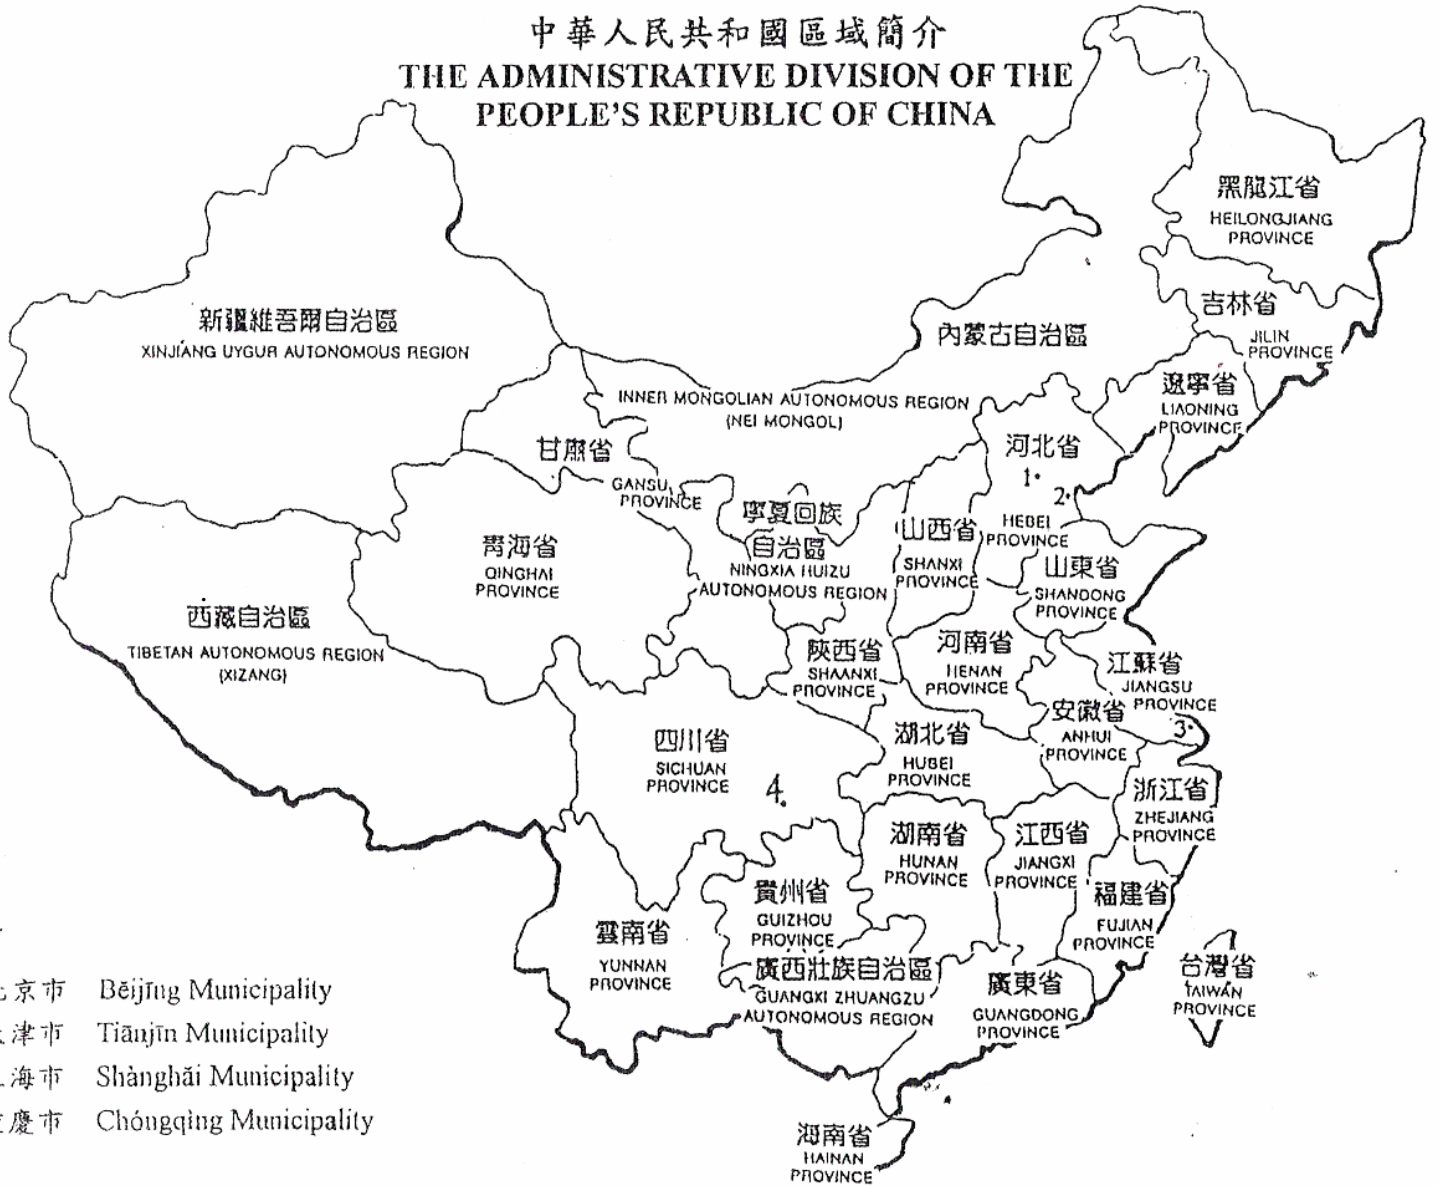 中華人民共和國區域簡介
THE ADMINISTRATIVE DIVISION OF THE
PEOPLE'S REPUBLIC OF CHINA
黑龍江省
HEILONGJIANG
PROVINCE
新疆維吾爾自治區
XINJIANG UYGUR AUTONOMOUS REGION
內蒙古自治區
INNER MONGOLIAN AUTONOMOUS REGION
(NEI MONGOL)
吉林省
JILIN
PROVINCE
遼寧省
LIAONING
PROVINCE
甘肅省
GANSU
PROVINCE
河北省
1
2
HEBEI
PROVINCE
寧夏回族
自治區
NINGXIA HUIZU
AUTONOMOUS REGION
山西省
SHANXI
PROVINCE
青海省
QINGHAI
PROVINCE
山東省
SHANDONG
PROVINCE
西藏自治區
TIBETAN AUTONOMOUS REGION
(XIZANG)
陝西省
SHAANXI
PROVINCE
河南省
HENAN
PROVINCE
江蘇省
JIANGSU
PROVINCE
3
安徽省
ANHUI
PROVINCE
四川省
SICHUAN
PROVINCE
4
湖北省
HUBEI
PROVINCE
浙江省
ZHEJIANG
PROVINCE
湖南省
HUNAN
PROVINCE
江西省
JIANGXI
PROVINCE
貴州省
GUIZHOU
PROVINCE
福建省
FUJIAN
PROVINCE
雲南省
YUNNAN
PROVINCE
廣西壯族自治區
GUANGXI ZHUANGZU
AUTONOMOUS REGION
廣東省
GUANGDONG
PROVINCE
台灣省
TAIWAN
PROVINCE
海南省
HAINAN
PROVINCE
京市 Běijīng Municipality
津市 Tiānjīn Municipality
海市 Shànghǎi Municipality
慶市 Chóngqìng Municipality